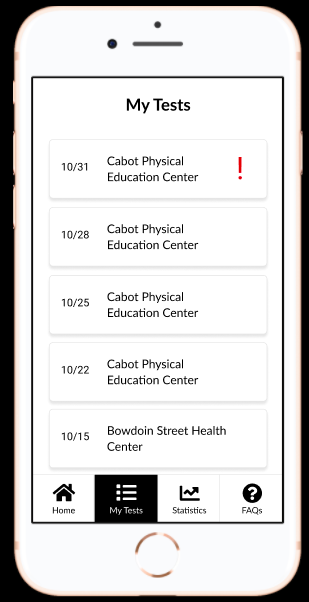 My Tests
10/31
Cabot Physical
Education Center
!
10/28
Cabot Physical
Education Center
10/25
Cabot Physical
Education Center
10/22
Cabot Physical
Education Center
10/15
Bowdoin Street Health
Center
Home
My Tests
Statistics
FAQs